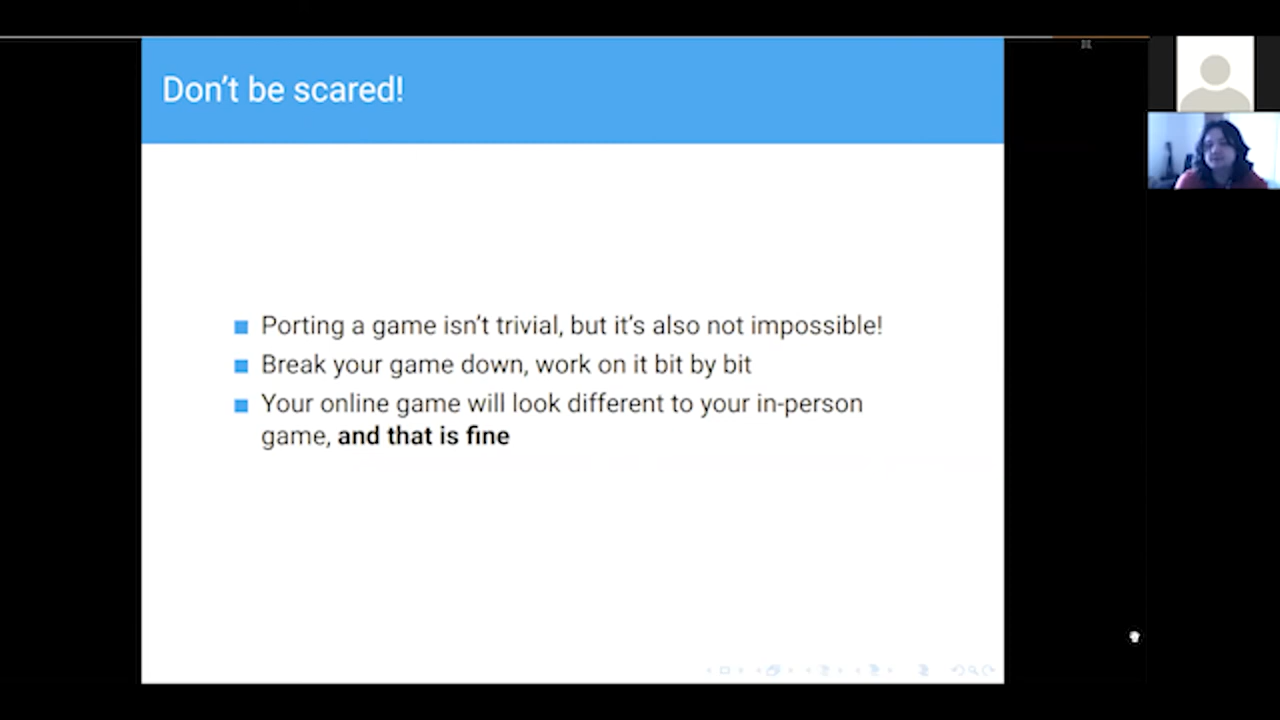 Don't be scared!
Porting a game isn't trivial, but it's also not impossible!
Break your game down, work on it bit by bit
Your online game will look different to your in-person
game, and that is fine